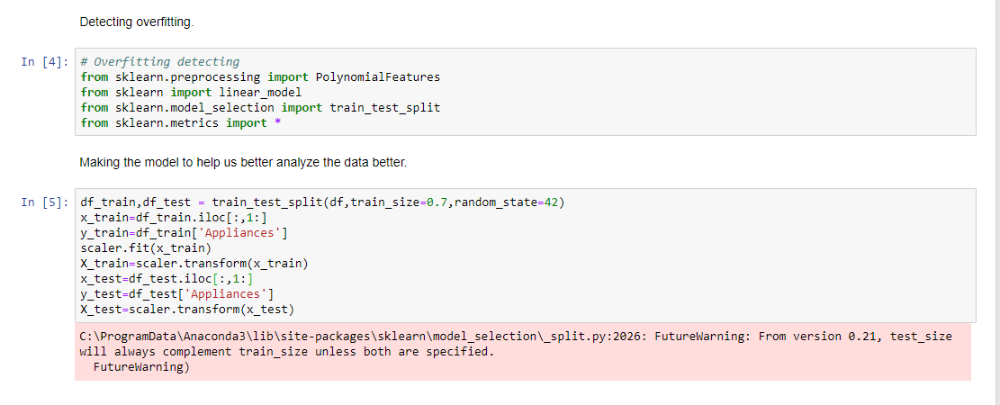 Detecting overfitting.
In [4]: # Overfitting detecting
from sklearn.preprocessing import PolynomialFeatures
from sklearn import linear_model
from sklearn.model_selection import train_test_split
from sklearn.metrics import *
Making the model to help us better analyze the data better.
In [5]: df_train,df_test = train_test_split(df,train_size=0.7,random_state=42)
x_train=df_train.iloc[:,1:]
y_train=df_train['Appliances']
scaler.fit(x_train)
X_train=scaler.transform(x_train)
x_test=df_test.iloc[:,1:]
y_test=df_test['Appliances']
X_test=scaler.transform(x_test)
C:\ProgramData\Anaconda3\lib\site-packages\sklearn\model_selection\_split.py:2026: FutureWarning: From version 0.21, test_size
will always complement train_size unless both are specified.
  FutureWarning)